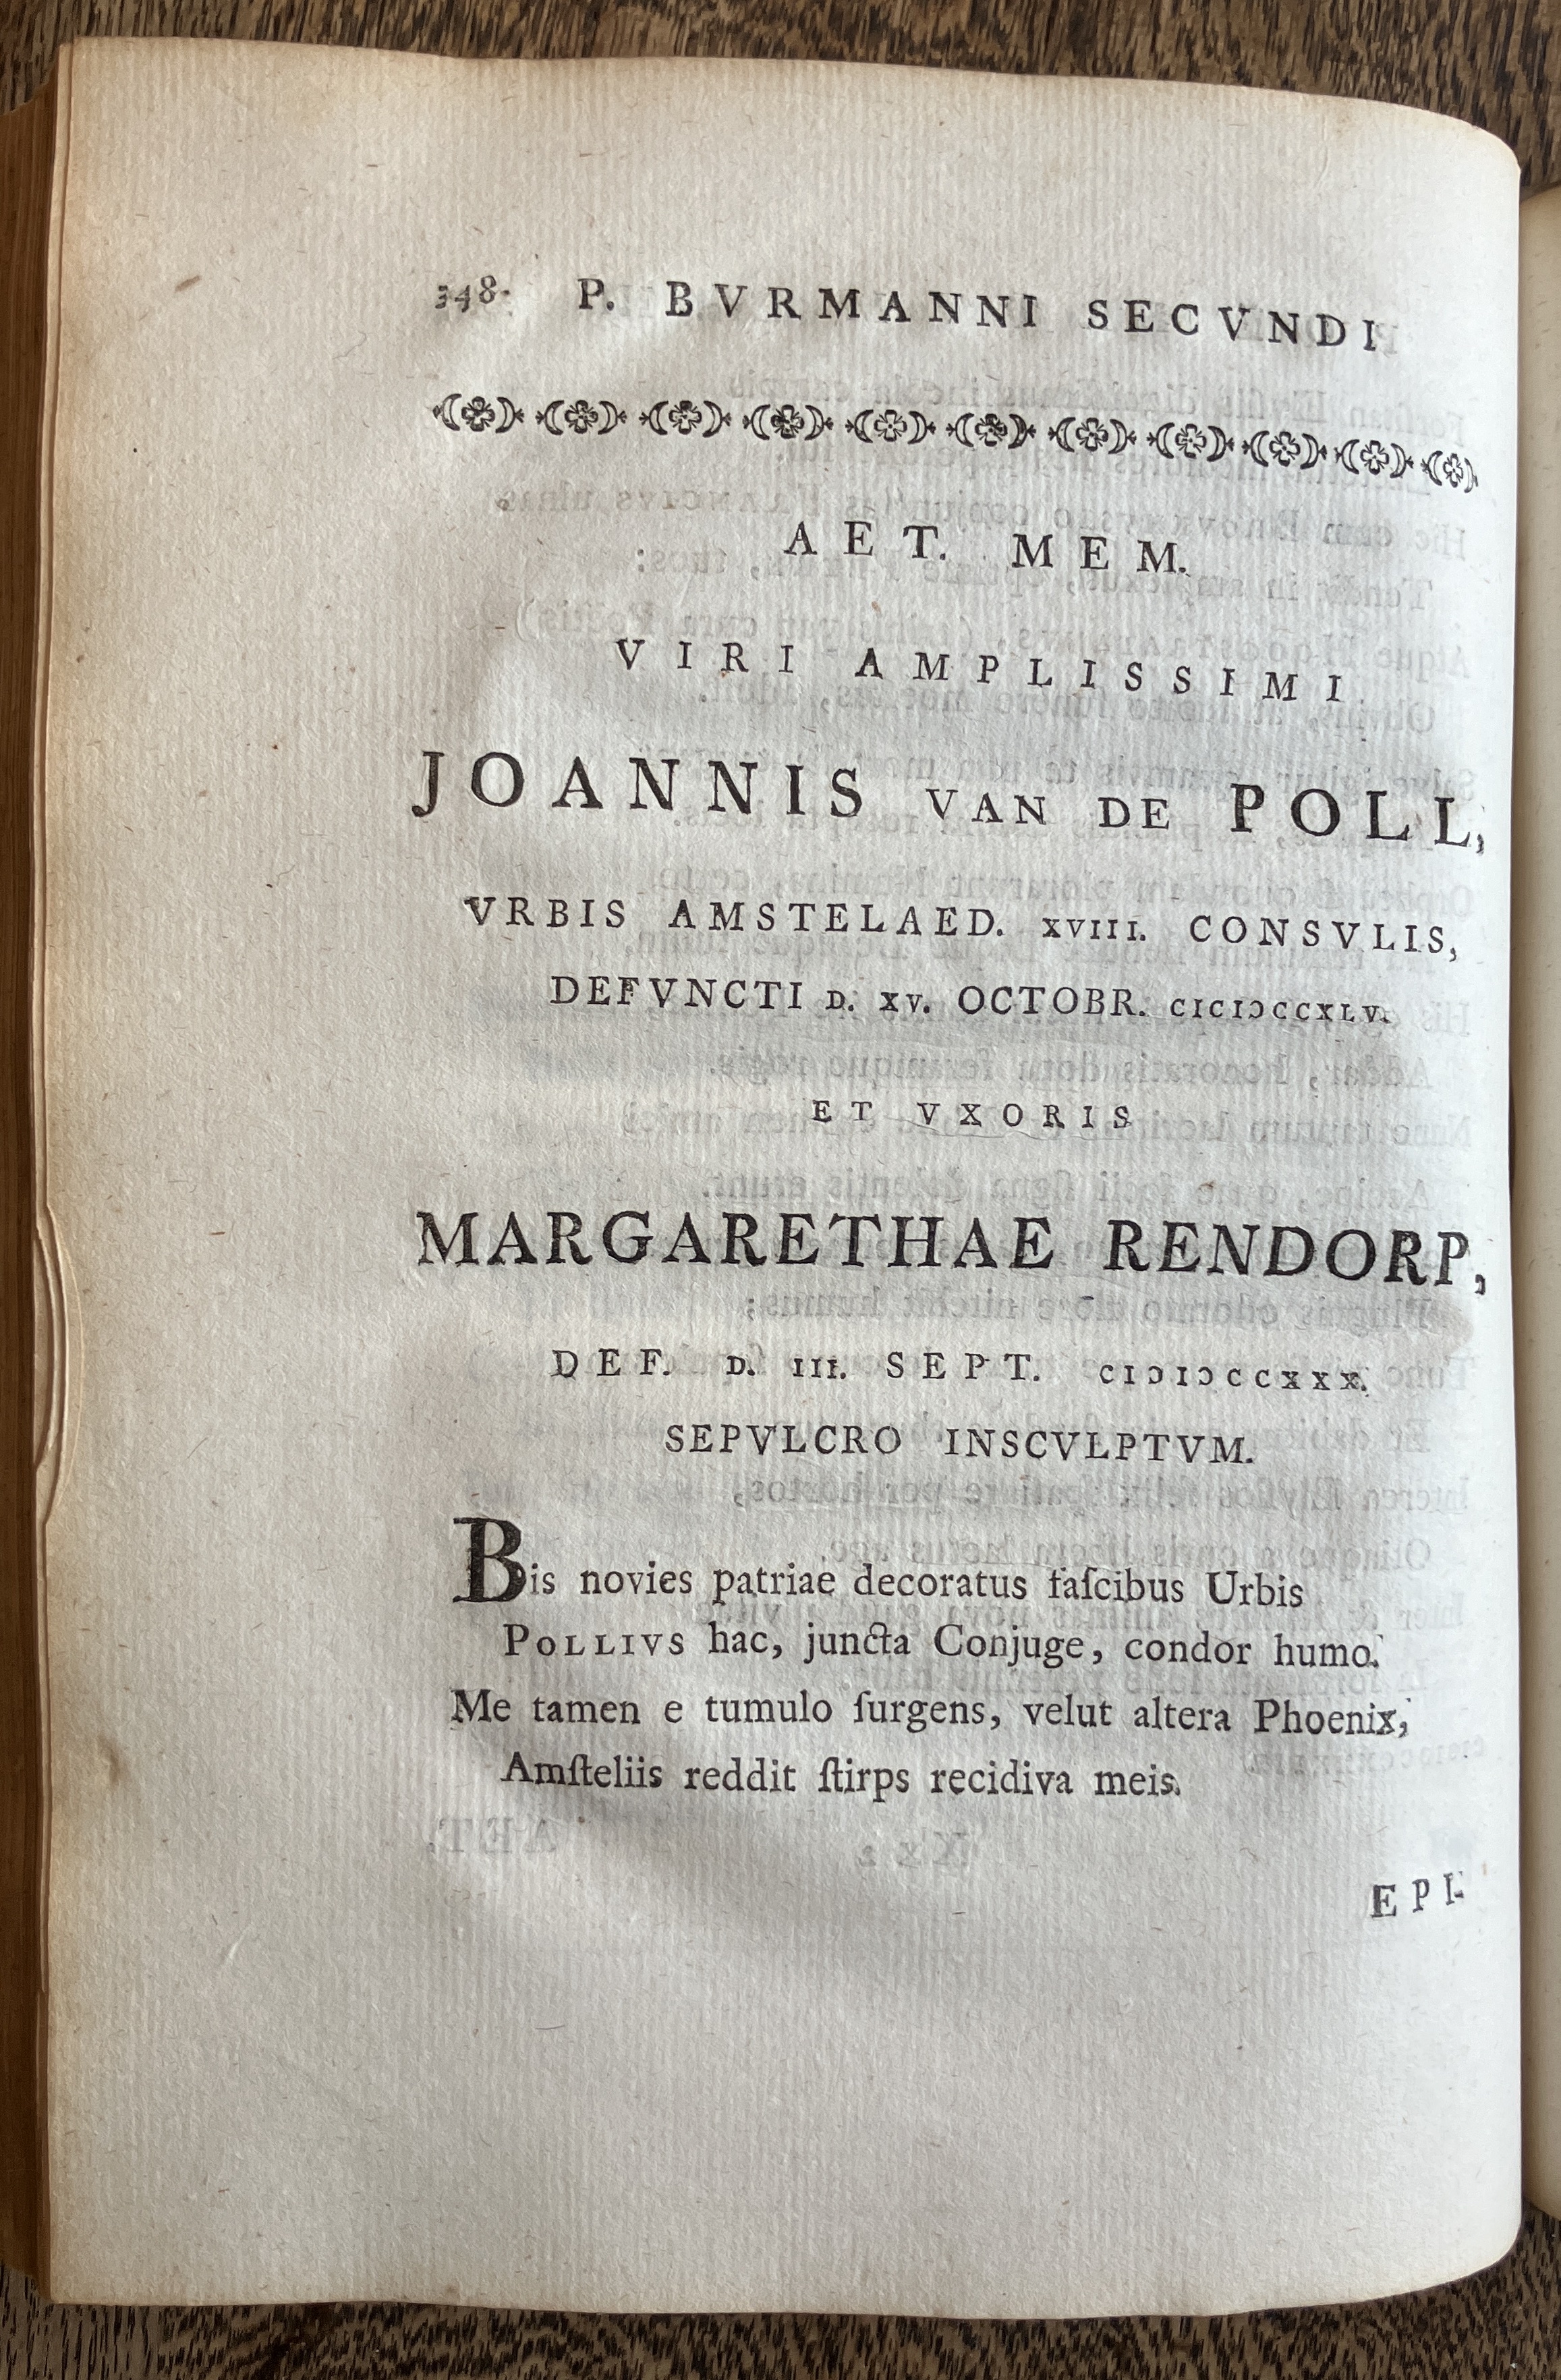 348. P. BVRMANNI SECVNDI
AET. MEM.
VIRI AMPLISSIMI
JOANNIS VAN DE POLL,
VRBIS AMSTELAED. XVIII. CONSVLIS,
DEFVNCTI D. XV. OCTOBR. CIↃIↃCCXLV.
ET VXORIS
MARGARETHAE RENDORP,
DEF. D. III. SEPT. CIↃIↃCCXXX.
SEPVLCRO INSCVLPTVM.
Bis novies patriae decoratus faſcibus Urbis
POLLIVS hac, juncta Conjuge, condor humo.
Me tamen e tumulo ſurgens, velut altera Phoenix,
Amſteliis reddit ſtirps recidiva meis.
EPI-